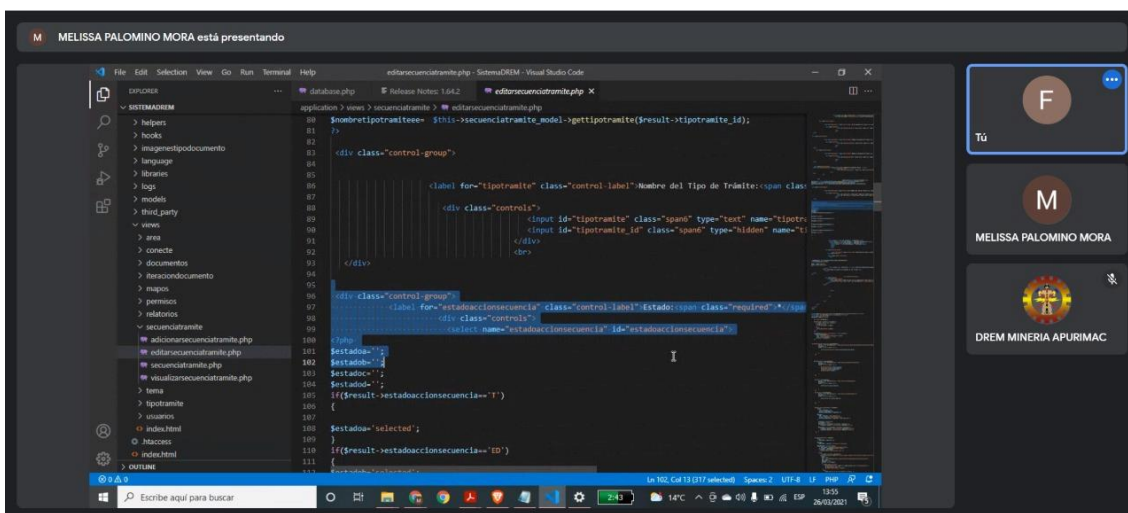 M MELISSA PALOMINO MORA está presentando
File Edit Selection View Go Run Terminal Help
editarsecuenciatramite.php - SistemaDREM - Visual Studio Code
EXPLORER
SISTEMADREM
> helpers
> hooks
> imagenestipodocumento
> language
> libraries
> logs
> models
> third_party
views
> area
> conecte
> documentos
> iteraciondocumento
> mapos
> permisos
> relatorios
secuenciatramite
adicionarsecuenciatramite.php
editarsecuenciatramite.php
secuenciatramite.php
visualizarsecuenciatramite.php
> tema
> tipotramite
> usuarios
index.html
.htaccess
index.html
> OUTLINE
database.php
Release Notes: 1.64.2
editarsecuenciatramite.php
application > views > secuenciatramite > editarsecuenciatramite.php
80 $nombretipotramiteee= $this->secuenciatramite_model->gettipotramite($result->tipotramite_id);
81 ?>
82
83 <div class="control-group">
84
85
86 <label for="tipotramite" class="control-label">Nombre del Tipo de Trámite:<span clas
87
88 <div class="controls">
89 <input id="tipotramite" class="span6" type="text" name="tipotr
90 <input id="tipotramite_id" class="span6" type="hidden" name="ti
91 </div>
92 <br>
93 </div>
94
95
96 <div class="control-group">
97 <label for="estadoaccionsecuencia" class="control-label">Estado:<span class="required">*</spa
98 <div class="controls">
99 <select name="estadoaccionsecuencia" id="estadoaccionsecuencia">
100 <?php
101 $estadoa='';
102 $estadob='';
103 $estadoc='';
104 $estadod='';
105 if($result->estadoaccionsecuencia=='T')
106 {
107
108 $estadoa='selected';
109 }
110 if($result->estadoaccionsecuencia=='ED')
111 {
0 0
Ln 102, Col 13 (317 selected) Spaces: 2 UTF-8 LF PHP
Escribe aquí para buscar
2:43
14°C
ESP
13:55
26/03/2021
F
Tú
M
MELISSA PALOMINO MORA
DREM MINERIA APURIMAC